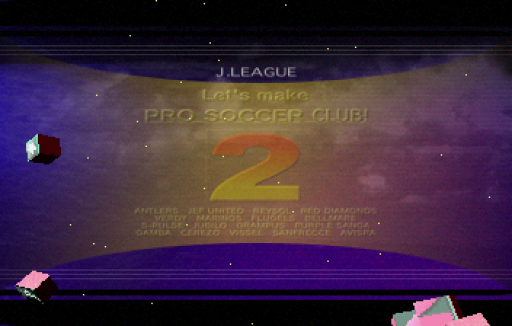 J.LEAGUE
Let's make
PRO SOCCER CLUB!
2
ANTLERS JEF UNITED REYSOL RED DIAMONDS
VERDY MARINOS FLUGELS BELLMARE
S-PULSE JUBILO GRAMPUS PURPLE SANGA
GAMBA CEREZO VISSEL SANFRECCE AVISPA